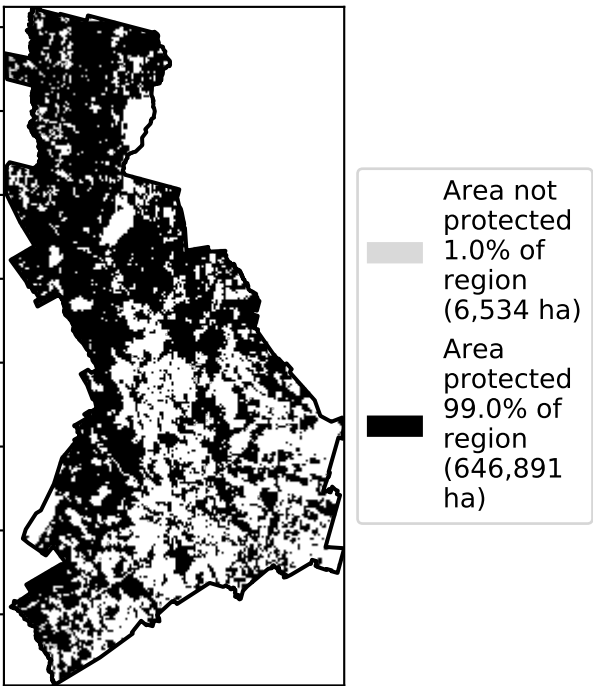 Area not
protected
1.0% of
region
(6,534 ha)
Area
protected
99.0% of
region
(646,891
ha)